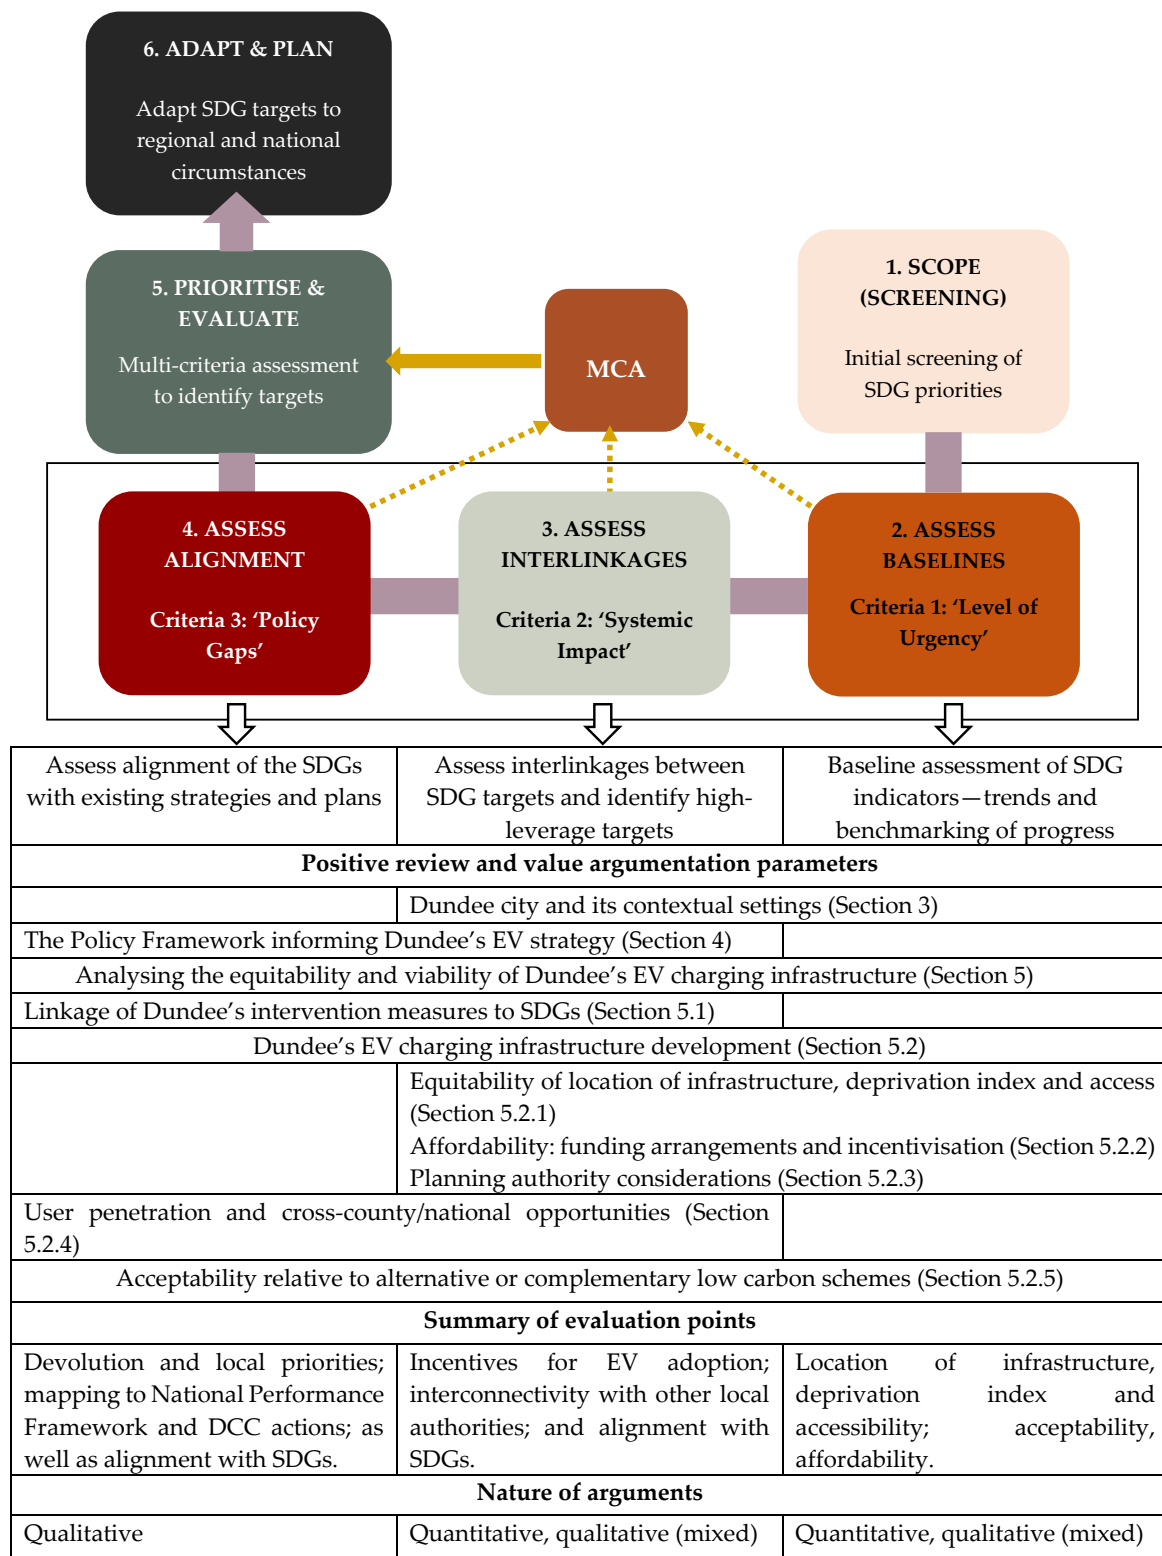 6. ADAPT & PLAN
Adapt SDG targets to
regional and national
circumstances
5. PRIORITISE &
EVALUATE
Multi-criteria assessment
to identify targets
MCA
1. SCOPE
(SCREENING)
Initial screening of
SDG priorities
4. ASSESS
ALIGNMENT
Criteria 3: ‘Policy
Gaps’
3. ASSESS
INTERLINKAGES
Criteria 2: ‘Systemic
Impact’
2. ASSESS
BASELINES
Criteria 1: ‘Level of
Urgency’
Assess alignment of the SDGs
with existing strategies and plans
Assess interlinkages between
SDG targets and identify high-
leverage targets
Baseline assessment of SDG
indicators—trends and
benchmarking of progress
Positive review and value argumentation parameters
Dundee city and its contextual settings (Section 3)
The Policy Framework informing Dundee’s EV strategy (Section 4)
Analysing the equitability and viability of Dundee’s EV charging infrastructure (Section 5)
Linkage of Dundee’s intervention measures to SDGs (Section 5.1)
Dundee’s EV charging infrastructure development (Section 5.2)
Equitability of location of infrastructure, deprivation index and access
(Section 5.2.1)
Affordability: funding arrangements and incentivisation (Section 5.2.2)
Planning authority considerations (Section 5.2.3)
User penetration and cross-county/national opportunities (Section
5.2.4)
Acceptability relative to alternative or complementary low carbon schemes (Section 5.2.5)
Summary of evaluation points
Devolution and local priorities;
mapping to National Performance
Framework and DCC actions; as
well as alignment with SDGs.
Incentives for EV adoption;
interconnectivity with other local
authorities; and alignment with
SDGs.
Location of infrastructure,
deprivation index and
accessibility; acceptability,
affordability.
Nature of arguments
Qualitative
Quantitative, qualitative (mixed)
Quantitative, qualitative (mixed)